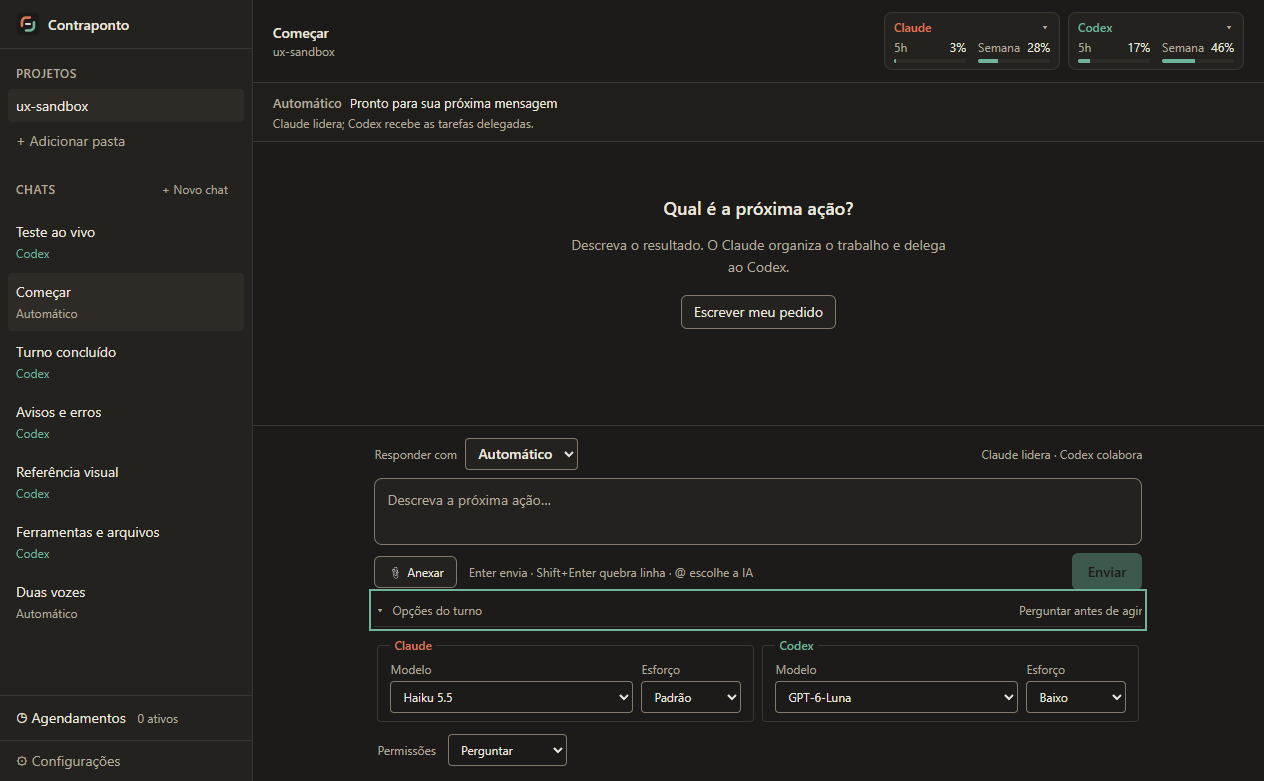 Contraponto
PROJETOS
ux-sandbox
+ Adicionar pasta
CHATS
+ Novo chat
Teste ao vivo
Codex
Começar
Automático
Turno concluído
Codex
Avisos e erros
Codex
Referência visual
Codex
Ferramentas e arquivos
Codex
Duas vozes
Automático
Agendamentos 0 ativos
Configurações
Começar
ux-sandbox
Claude
5h 3% Semana 28%
Codex
5h 17% Semana 46%
Automático Pronto para sua próxima mensagem
Claude lidera; Codex recebe as tarefas delegadas.
Qual é a próxima ação?
Descreva o resultado. O Claude organiza o trabalho e delega
ao Codex.
Escrever meu pedido
Responder com Automático
Claude lidera · Codex colabora
Descreva a próxima ação...
Anexar
Enter envia · Shift+Enter quebra linha · @ escolhe a IA
Enviar
Opções do turno
Perguntar antes de agir
Claude
Modelo Esforço
Haiku 5.5 Padrão
Codex
Modelo Esforço
GPT-6-Luna Baixo
Permissões Perguntar